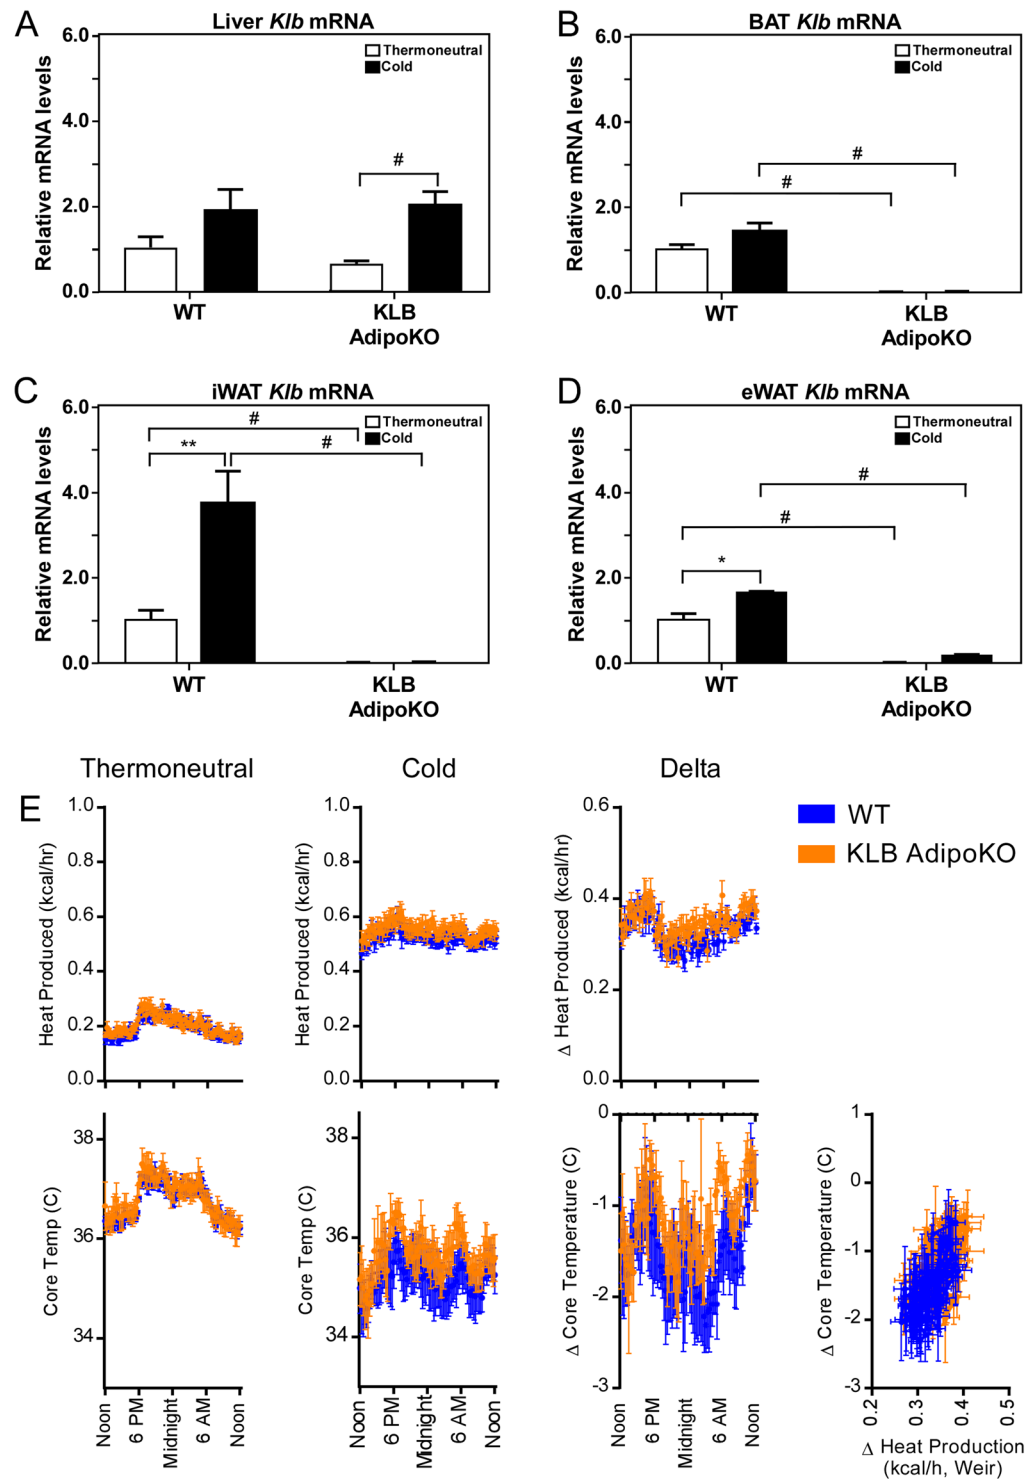 A
Liver Klb mRNA
Relative mRNA levels
6.0
4.0
2.0
0.0
Thermoneutral
Cold
#
WT
KLB
AdipoKO
B
BAT Klb mRNA
Relative mRNA levels
6.0
4.0
2.0
0.0
Thermoneutral
Cold
#
#
WT
KLB
AdipoKO
C
iWAT Klb mRNA
Relative mRNA levels
6.0
4.0
2.0
0.0
Thermoneutral
Cold
#
**
#
WT
KLB
AdipoKO
D
eWAT Klb mRNA
Relative mRNA levels
6.0
4.0
2.0
0.0
Thermoneutral
Cold
#
#
*
WT
KLB
AdipoKO
E
Thermoneutral
Cold
Delta
WT
KLB AdipoKO
Heat Produced (kcal/hr)
1.0
0.8
0.6
0.4
0.2
0.0
Heat Produced (kcal/hr)
1.0
0.8
0.6
0.4
0.2
0.0
Δ Heat Produced (kcal/hr)
0.6
0.4
0.2
0.0
Core Temp (C)
38
36
34
Noon
6 PM
Midnight
6 AM
Noon
Core Temp (C)
38
36
34
Noon
6 PM
Midnight
6 AM
Noon
Δ Core Temperature (C)
0
-1
-2
-3
Noon
6 PM
Midnight
6 AM
Noon
Δ Core Temperature (C)
1
0
-1
-2
-3
0.2
0.3
0.4
0.5
Δ Heat Production
(kcal/h, Weir)